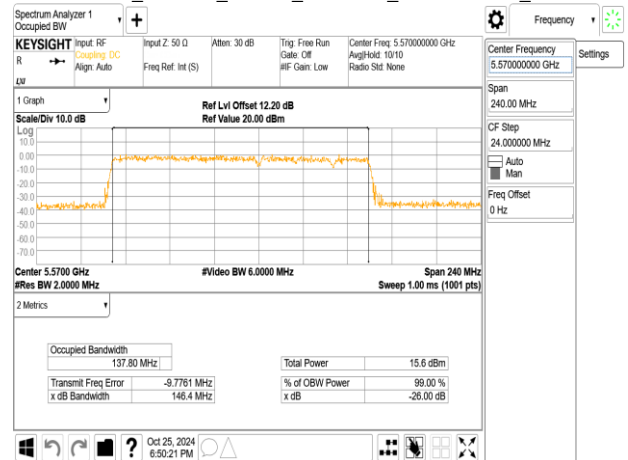 Spectrum Analyzer 1
Occupied BW
+
Frequency
KEYSIGHT
R
LXI
Input: RF
Coupling: DC
Align: Auto
Input Z: 50 Ω
Freq Ref: Int (S)
Atten: 30 dB
Trig: Free Run
Gate: Off
#IF Gain: Low
Center Freq: 5.570000000 GHz
Avg|Hold: 10/10
Radio Std: None
Center Frequency
5.570000000 GHz
Settings
Span
240.00 MHz
CF Step
24.000000 MHz
Auto
Man
Freq Offset
0 Hz
1 Graph
Scale/Div 10.0 dB
Ref Lvl Offset 12.20 dB
Ref Value 20.00 dBm
Log
10.0
0.00
-10.0
-20.0
-30.0
-40.0
-50.0
-60.0
-70.0
Center 5.5700 GHz
#Video BW 6.0000 MHz
Span 240 MHz
#Res BW 2.0000 MHz
Sweep 1.00 ms (1001 pts)
2 Metrics
Occupied Bandwidth
137.80 MHz
Total Power 15.6 dBm
Transmit Freq Error -9.7761 MHz
% of OBW Power 99.00 %
x dB Bandwidth 146.4 MHz
x dB -26.00 dB
?
Oct 25, 2024
6:50:21 PM